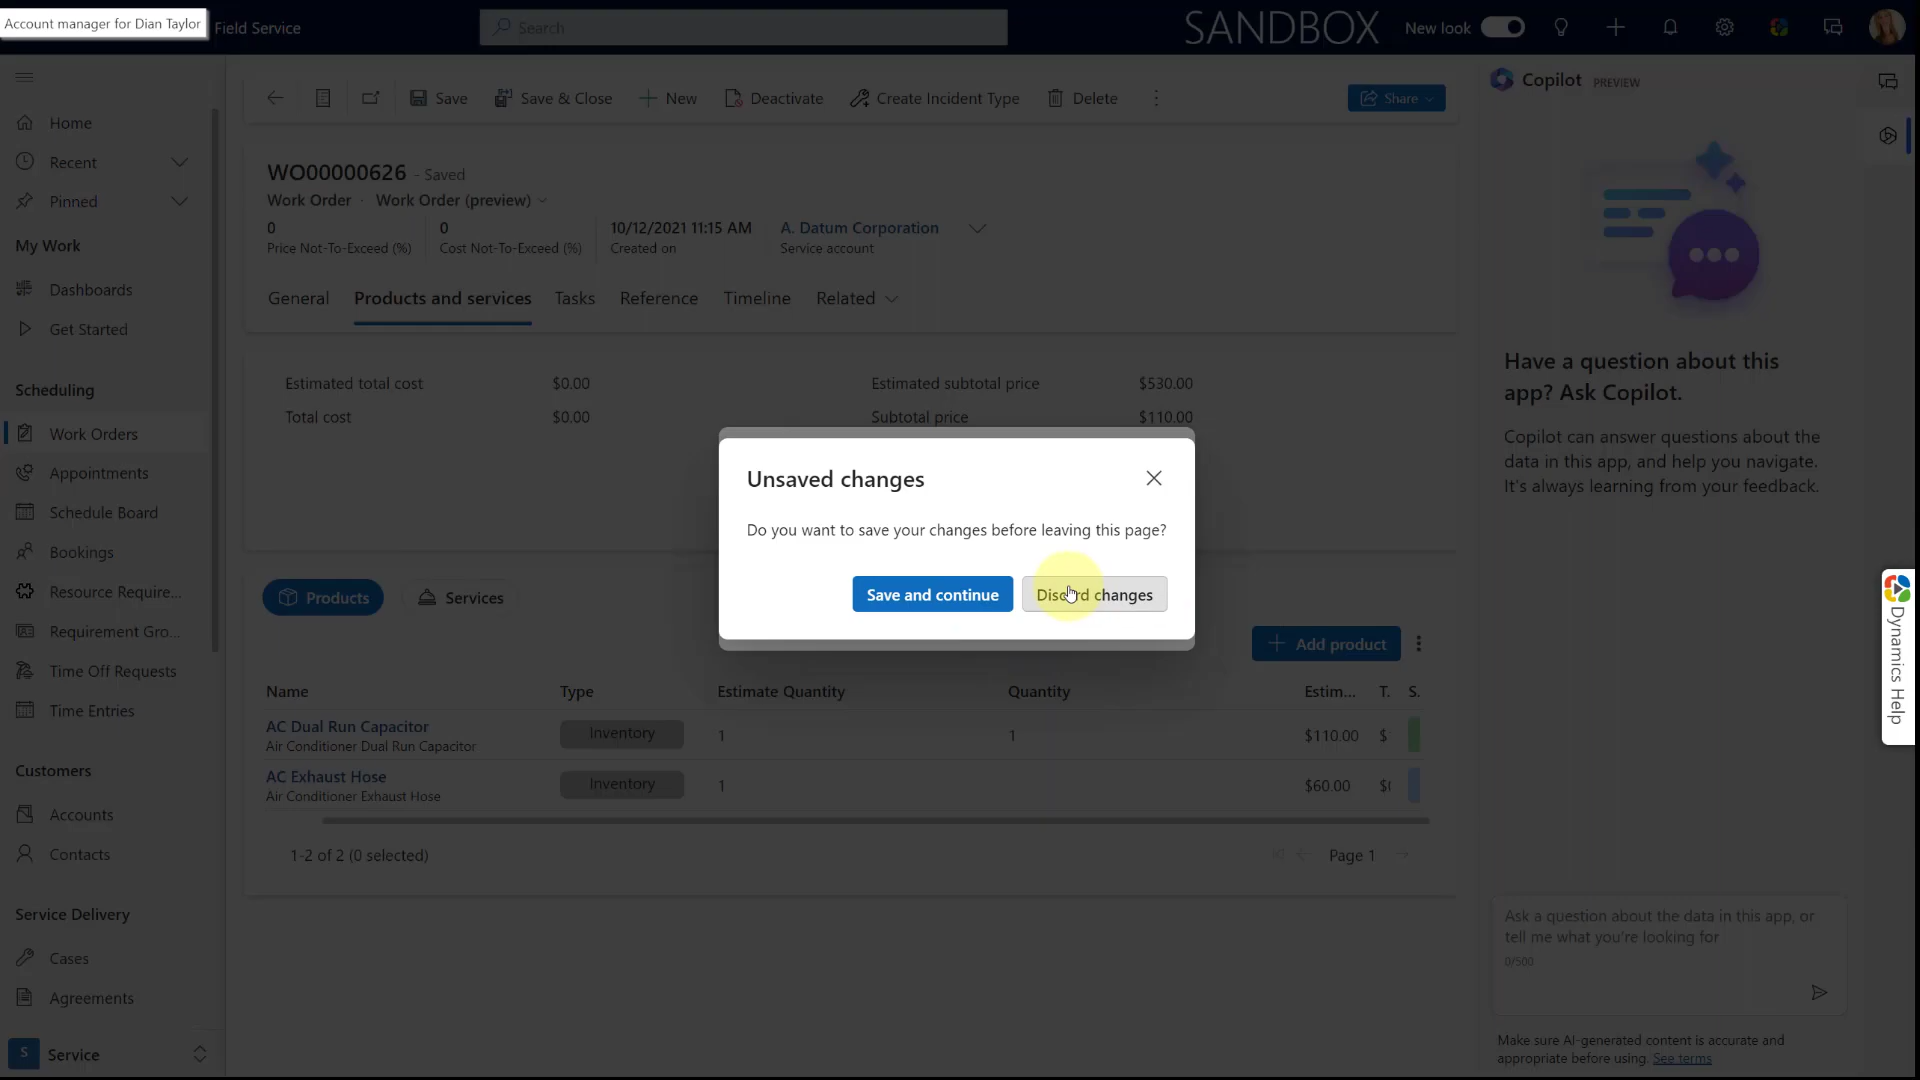 Account manager for Dian Taylor
Field Service
Search
SANDBOX
New look
Home
Recent
Pinned
My Work
Dashboards
Get Started
Scheduling
Work Orders
Appointments
Schedule Board
Bookings
Resource Require...
Requirement Gro...
Time Off Requests
Time Entries
Customers
Accounts
Contacts
Service Delivery
Cases
Agreements
S Service
Save Save & Close New Deactivate Create Incident Type Delete Share
WO00000626 - Saved
Work Order · Work Order (preview)
0 0 10/12/2021 11:15 AM A. Datum Corporation
Price Not-To-Exceed (%) Cost Not-To-Exceed (%) Created on Service account
General Products and services Tasks Reference Timeline Related
Estimated total cost $0.00 Estimated subtotal price $530.00
Total cost $0.00 Subtotal price $110.00
Unsaved changes
Do you want to save your changes before leaving this page?
Save and continue Discard changes
Products Services
Add product
Name Type Estimate Quantity Quantity Estim... T. S.
AC Dual Run Capacitor Inventory 1 1 $110.00 $
Air Conditioner Dual Run Capacitor
AC Exhaust Hose Inventory 1 $60.00
Air Conditioner Exhaust Hose
1-2 of 2 (0 selected) Page 1
Copilot PREVIEW
Have a question about this
app? Ask Copilot.
Copilot can answer questions about the
data in this app, and help you navigate.
It's always learning from your feedback.
Ask a question about the data in this app, or
tell me what you're looking for
0/500
Make sure AI-generated content is accurate and
appropriate before using. See terms
Dynamics Help